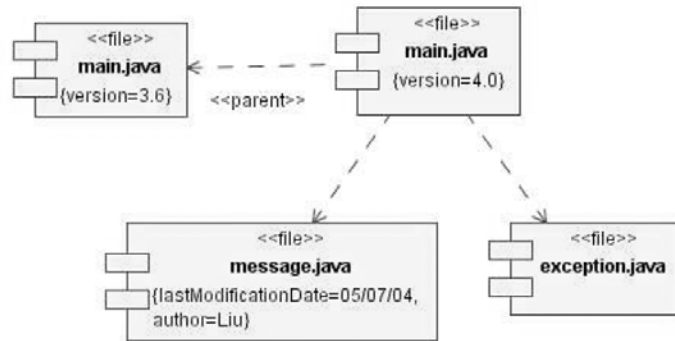 <<file>>
main.java
{version=3.6}
<<parent>>
<<file>>
main.java
{version=4.0}
<<file>>
message.java
{lastModificationDate=05/07/04,
author=Liu}
<<file>>
exception.java